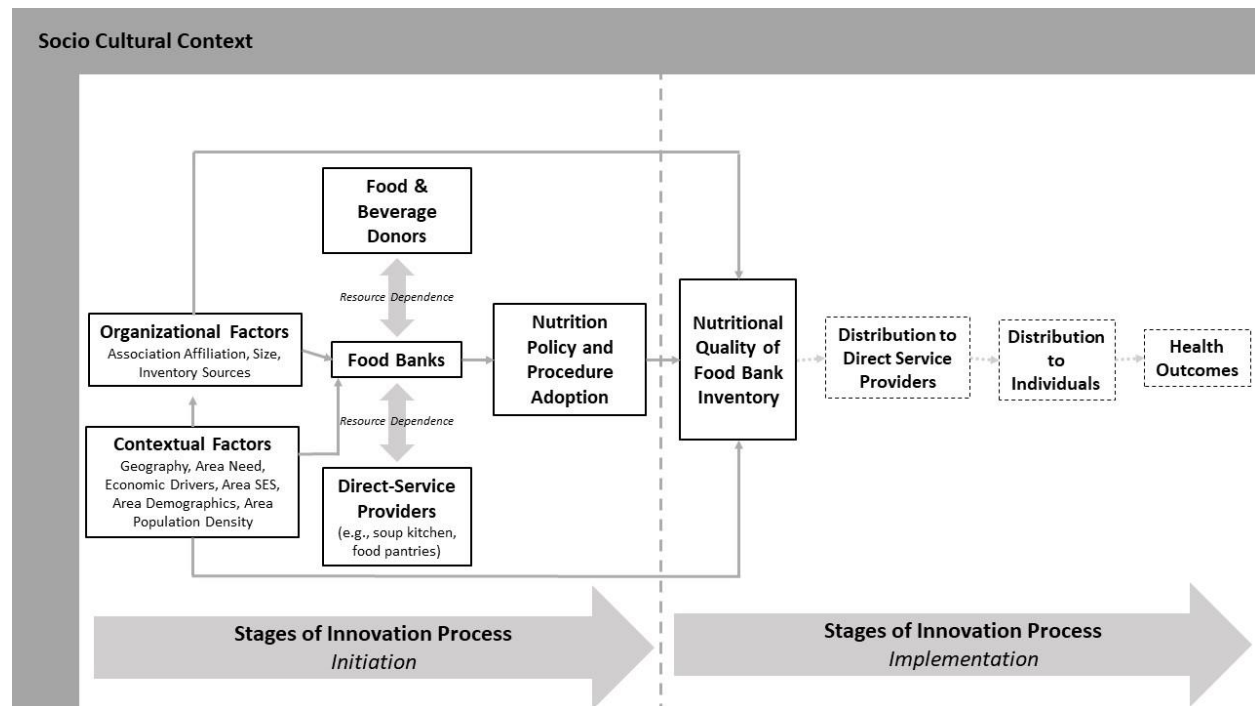 Socio Cultural Context
Food &
Beverage
Donors
Resource Dependence
Organizational Factors
Association Affiliation, Size,
Inventory Sources
Food Banks
Nutrition
Policy and
Procedure
Adoption
Nutritional
Quality of
Food Bank
Inventory
Distribution to
Direct Service
Providers
Distribution
to
Individuals
Health
Outcomes
Resource Dependence
Contextual Factors
Geography, Area Need,
Economic Drivers, Area SES,
Area Demographics, Area
Population Density
Direct-Service
Providers
(e.g., soup kitchen,
food pantries)
Stages of Innovation Process
Initiation
Stages of Innovation Process
Implementation